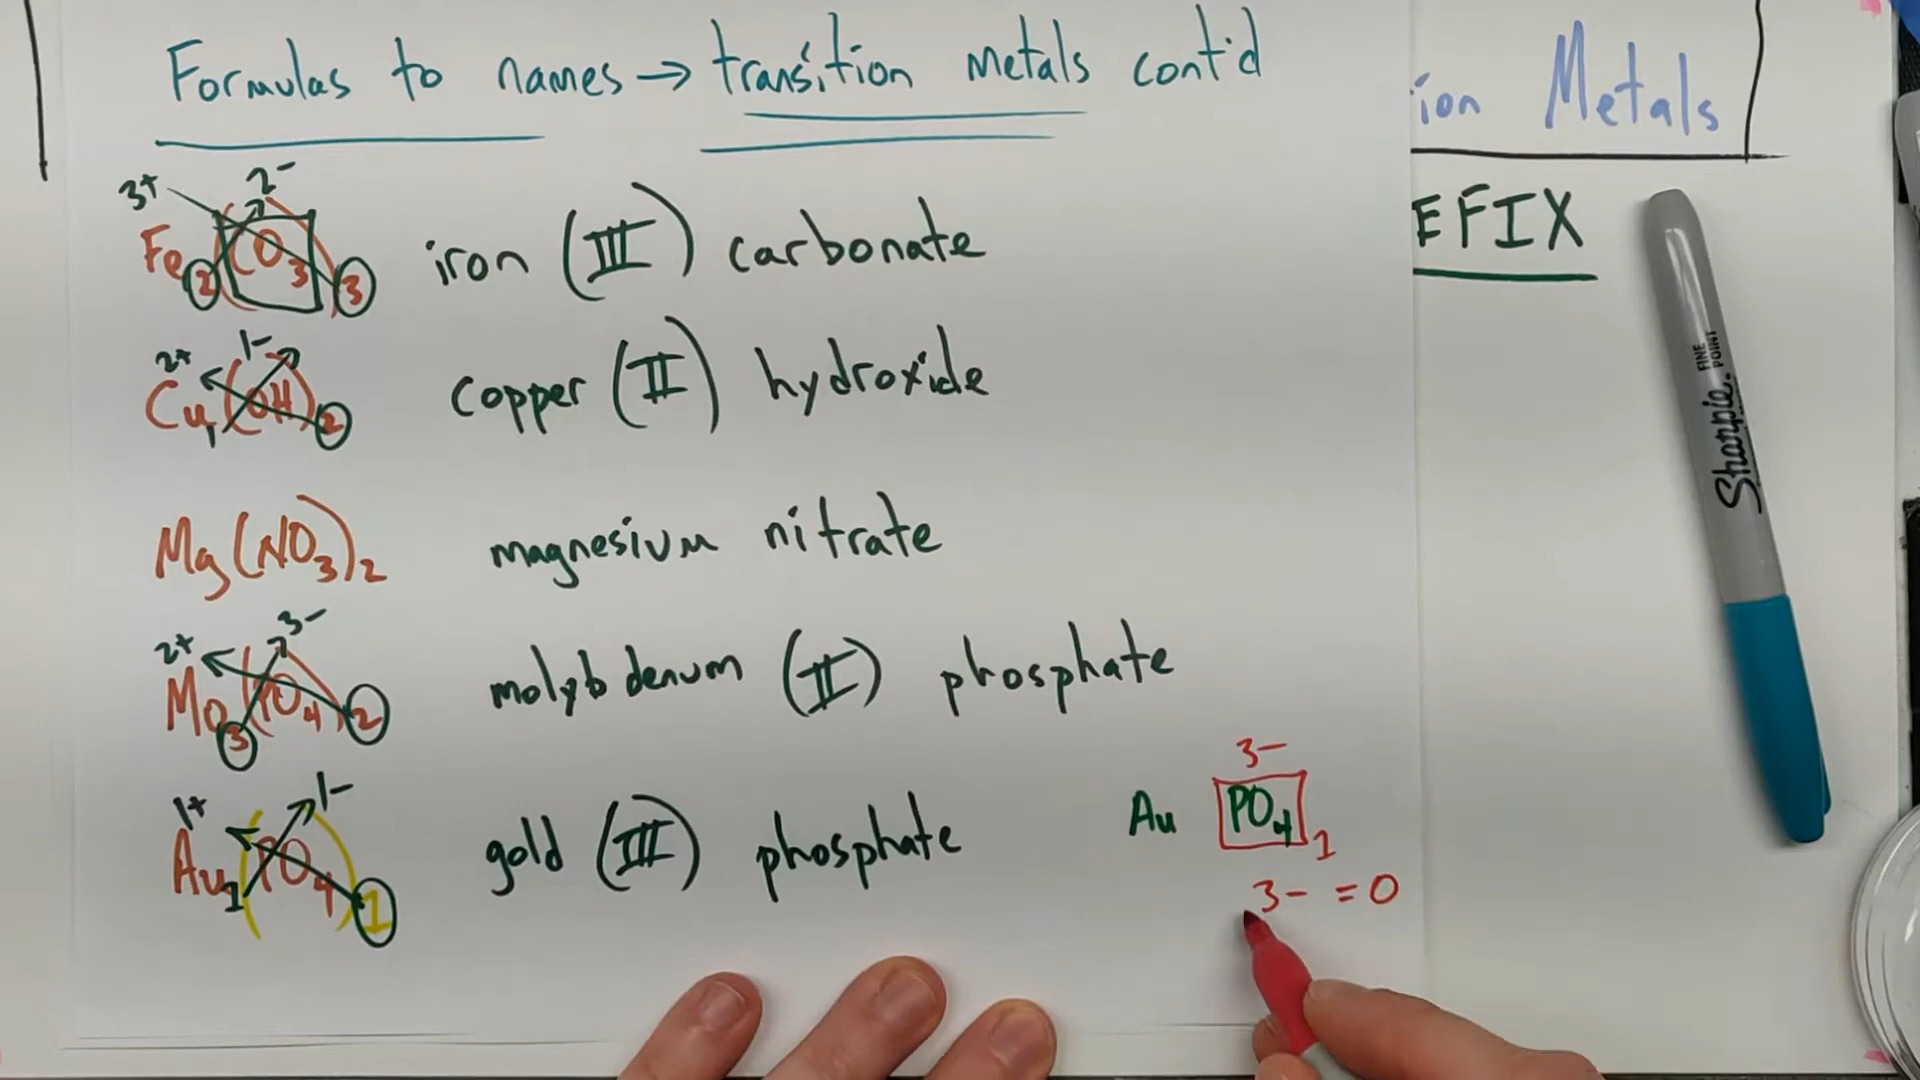 Formulas to names → transition metals cont'd
ion Metals
EFIX
3+ 2-
Fe2(CO3)3 iron (III) carbonate
2+ 1-
Cu1(OH)2 copper (II) hydroxide
Mg(NO3)2 magnesium nitrate
2+ 3-
Mo3(PO4)2 molybdenum (II) phosphate
1+ 1-
Au1(PO4)1 gold (III) phosphate
3-
Au PO4 1
3- = 0
Sharpie.
FINE POINT